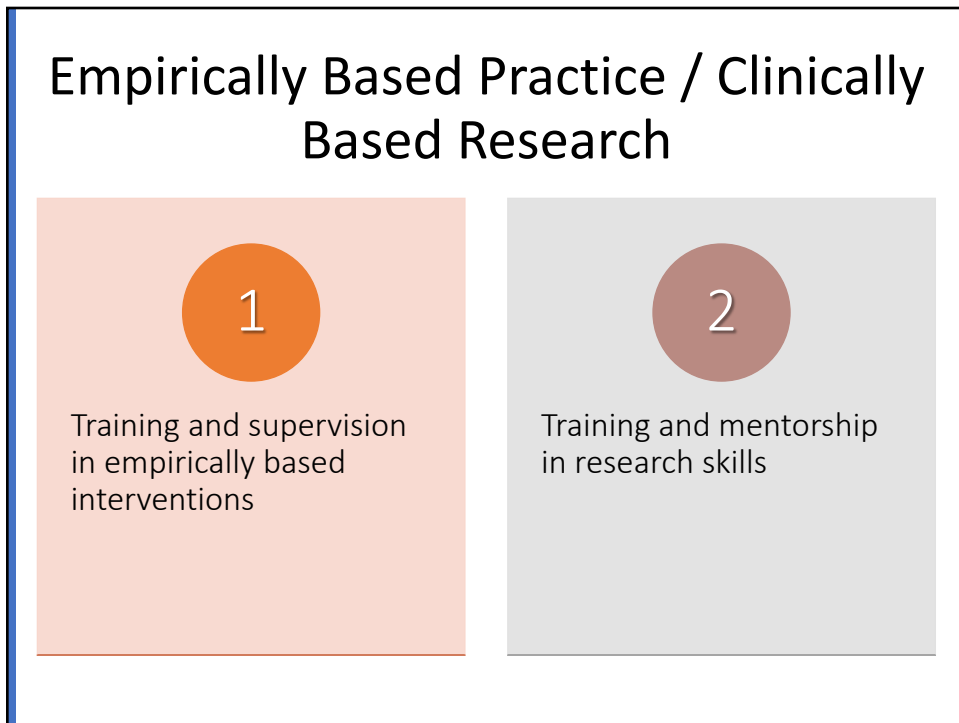 Empirically Based Practice / Clinically
Based Research
1
Training and supervision
in empirically based
interventions
2
Training and mentorship
in research skills